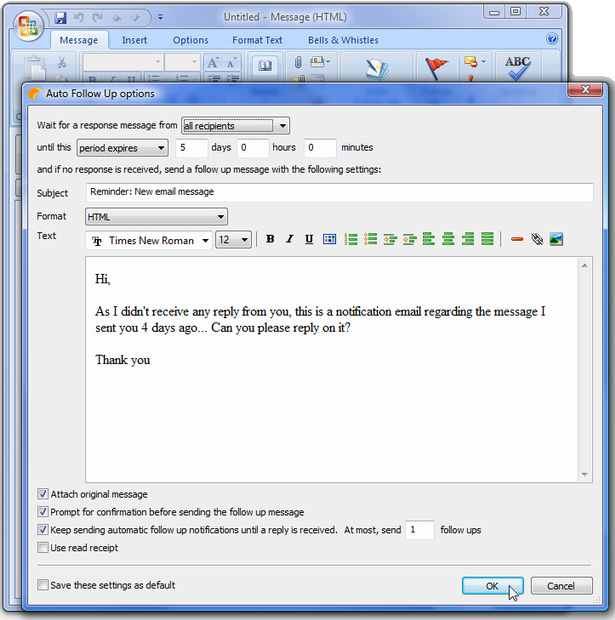 Untitled - Message (HTML)
Message Insert Options Format Text Bells & Whistles
ABC
Auto Follow Up options
Wait for a response message from all recipients
until this period expires 5 days 0 hours 0 minutes
and if no response is received, send a follow up message with the following settings:
Subject Reminder: New email message
Format HTML
Text Times New Roman 12 B I U
Hi,
As I didn't receive any reply from you, this is a notification email regarding the message I
sent you 4 days ago... Can you please reply on it?
Thank you
Attach original message
Prompt for confirmation before sending the follow up message
Keep sending automatic follow up notifications until a reply is received. At most, send 1 follow ups
Use read receipt
Save these settings as default OK Cancel